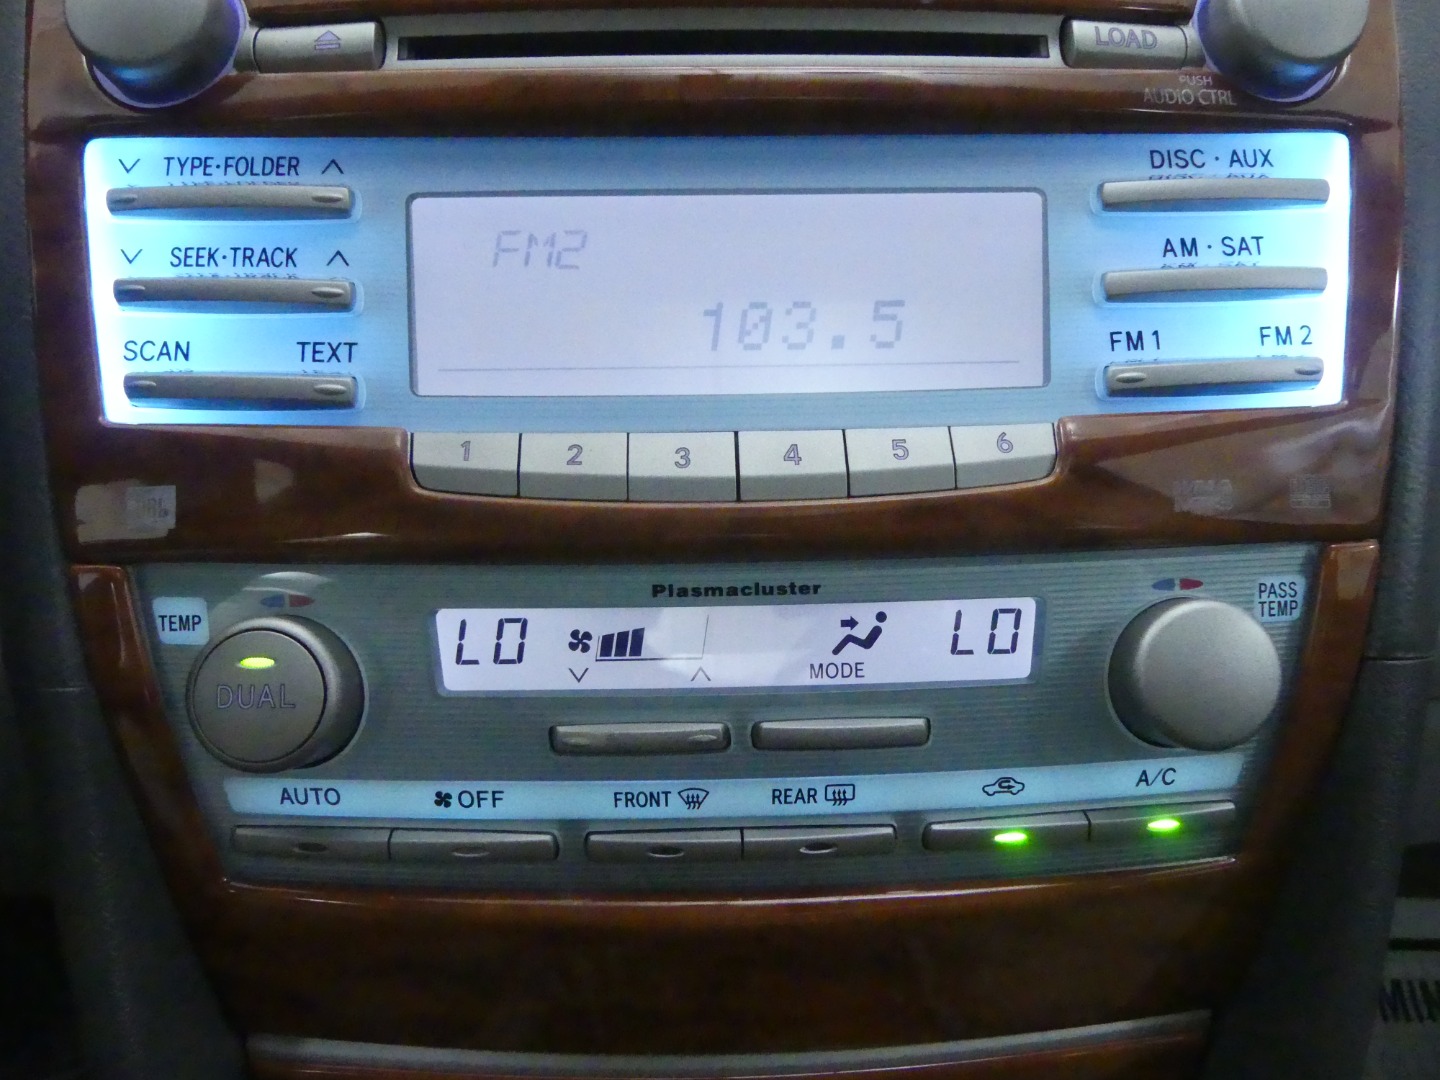 LOAD
PUSH
AUDIO CTRL
TYPE·FOLDER
DISC · AUX
SEEK·TRACK
AM · SAT
SCAN TEXT
FM 1 FM 2
FM2
103.5
1 2 3 4 5 6
JBL
Plasmacluster
TEMP
PASS
TEMP
LO
LO
MODE
DUAL
AUTO
OFF
FRONT
REAR
A/C
MIN